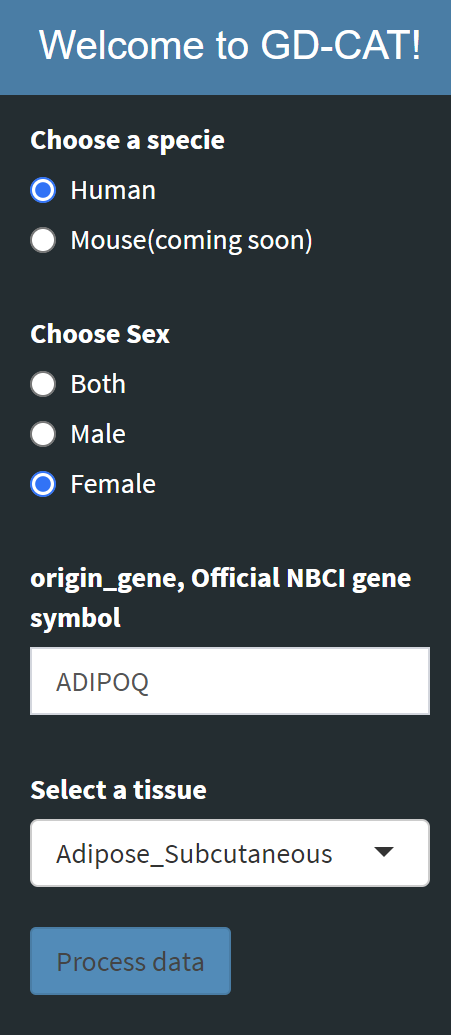 Welcome to GD-CAT!
Choose a specie
Human
Mouse(coming soon)
Choose Sex
Both
Male
Female
origin_gene, Official NBCI gene
symbol
ADIPOQ
Select a tissue
Adipose_Subcutaneous
Process data